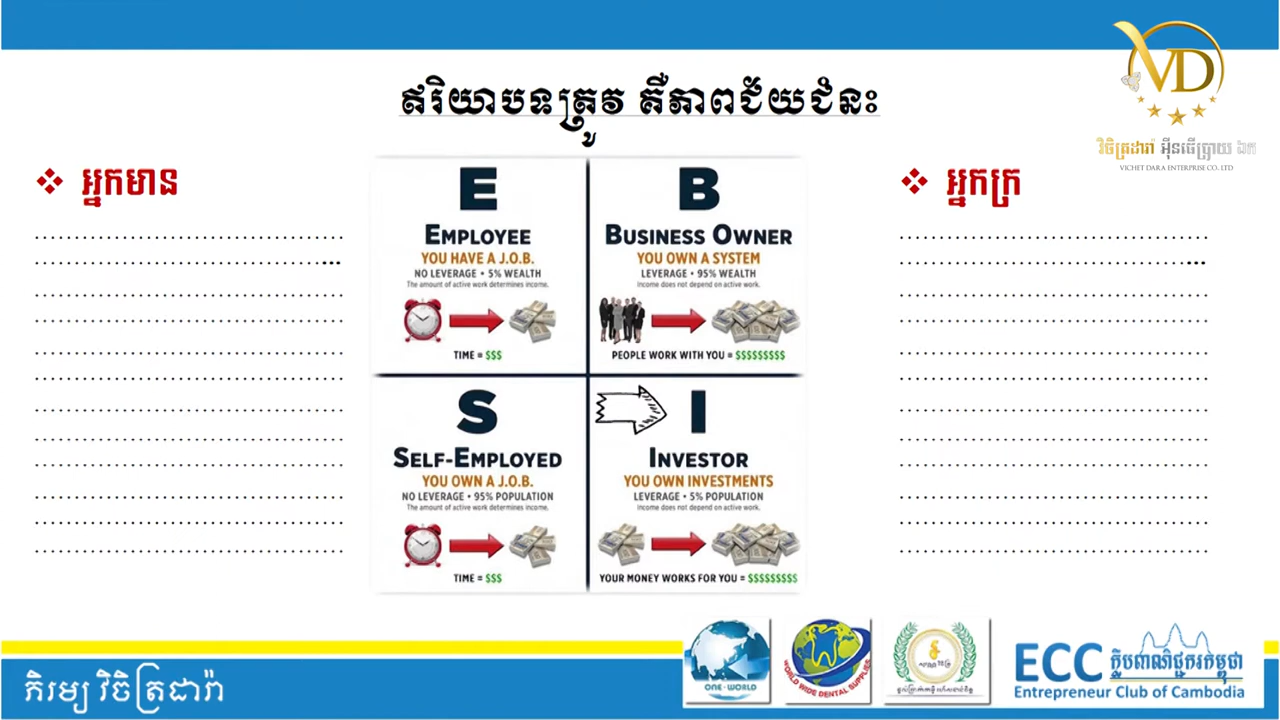 VD
វិចិត្រដារ៉ា អ៊ីនធើប្រាយ ឯក
VICHET DARA ENTERPRISE CO. LTD
ឥរិយាបទត្រូវ គឺភាពជ័យជំនះ
❖ អ្នកមាន
❖ អ្នកក្រ
E
EMPLOYEE
YOU HAVE A J.O.B.
NO LEVERAGE • 5% WEALTH
The amount of active work determines income.
TIME = $$$
B
BUSINESS OWNER
YOU OWN A SYSTEM
LEVERAGE • 95% WEALTH
Income does not depend on active work.
PEOPLE WORK WITH YOU = $$$$$$$$$
S
SELF-EMPLOYED
YOU OWN A J.O.B.
NO LEVERAGE • 95% POPULATION
The amount of active work determines income.
TIME = $$$
I
INVESTOR
YOU OWN INVESTMENTS
LEVERAGE • 5% POPULATION
Income does not depend on active work.
YOUR MONEY WORKS FOR YOU = $$$$$$$$$
ភិរម្យ វិចិត្រដារ៉ា
ONE-WORLD
WORLD WIDE DENTAL SUPPLIES
ECC ក្លិបពាណិជ្ជករកម្ពុជា
Entrepreneur Club of Cambodia